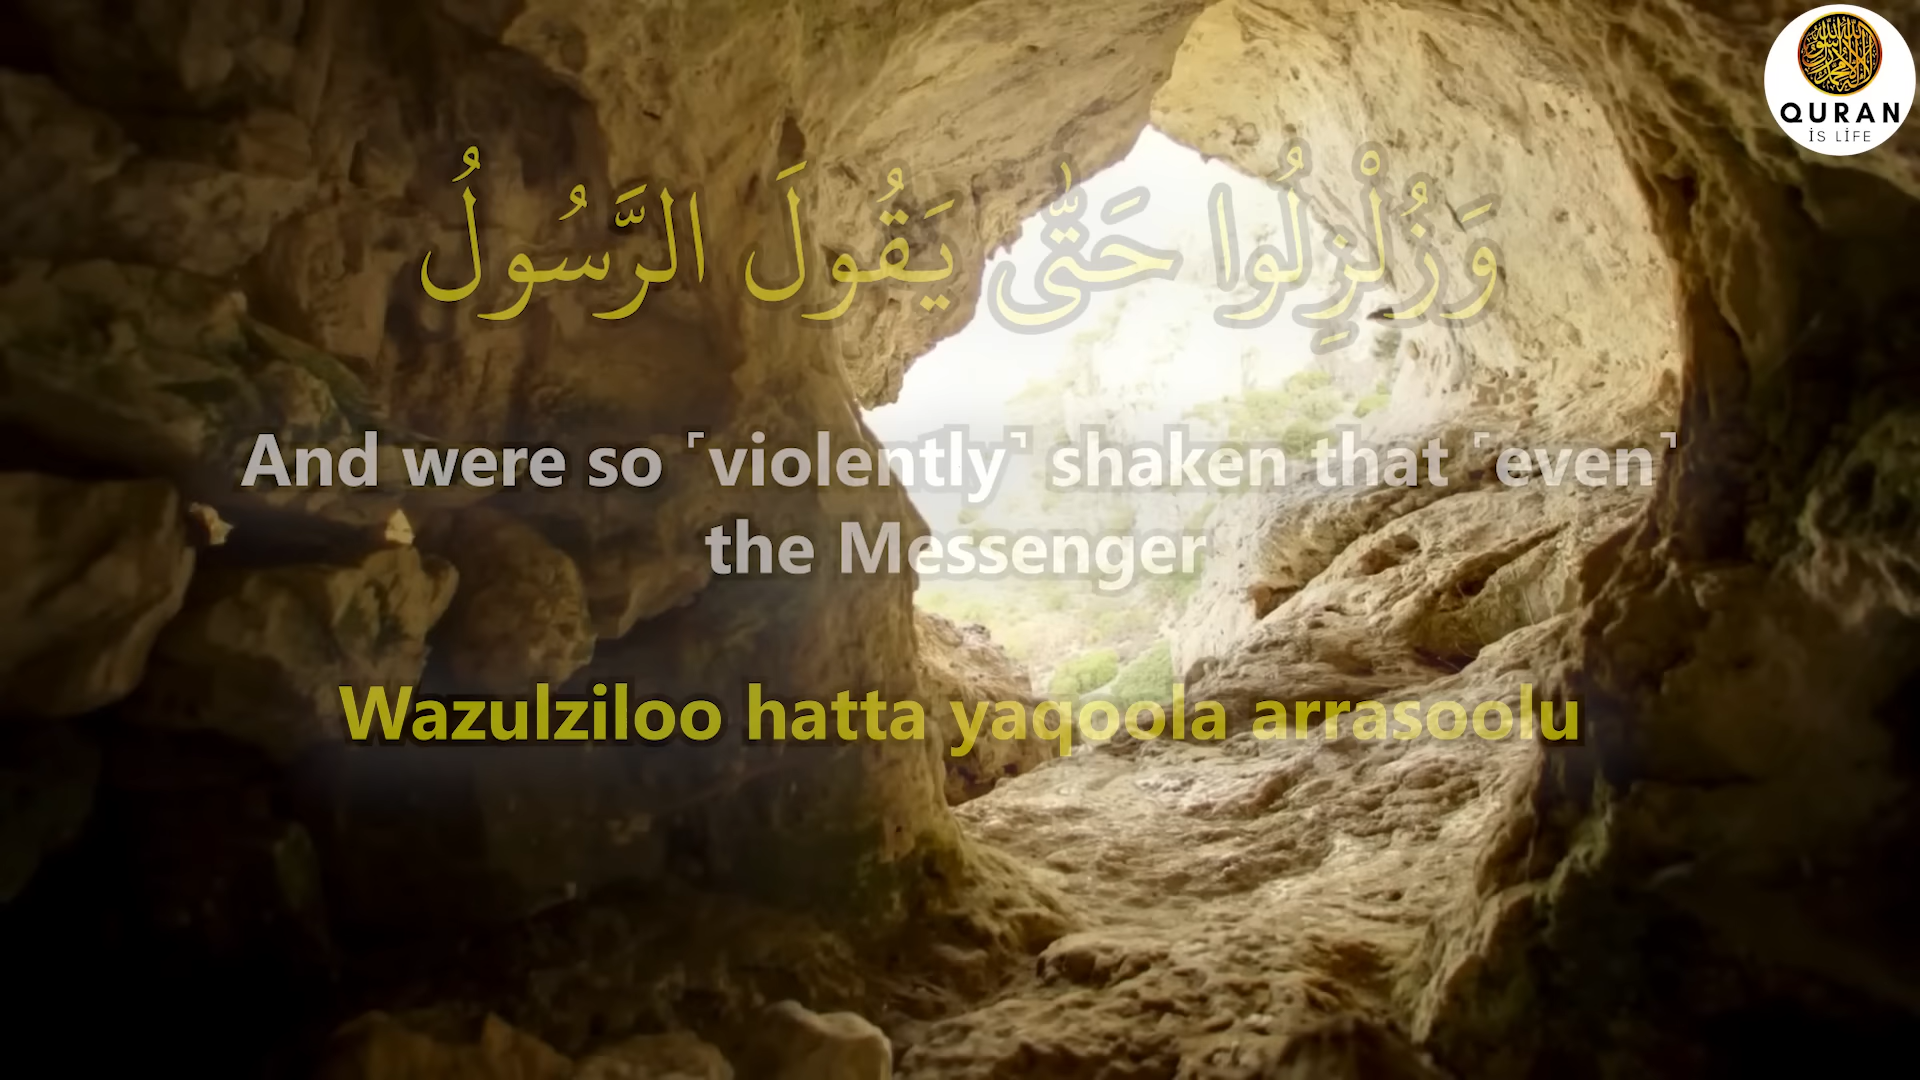 QURAN
İS LİFE
وَزُلْزِلُوا حَتَّىٰ يَقُولَ الرَّسُولُ
And were so ˹violently˺ shaken that ˹even˺
the Messenger
Wazulziloo hatta yaqoola arrasoolu